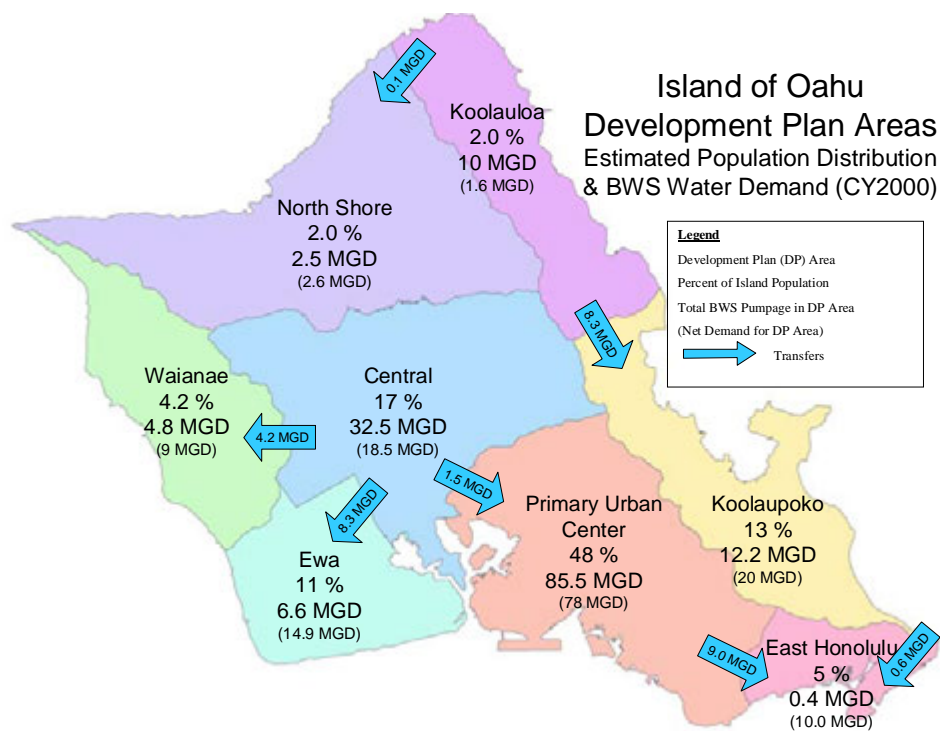 Island of Oahu
Development Plan Areas
Estimated Population Distribution
& BWS Water Demand (CY2000)
Legend
Development Plan (DP) Area
Percent of Island Population
Total BWS Pumpage in DP Area
(Net Demand for DP Area)
Transfers
0.1 MGD
Koolauloa
2.0 %
10 MGD
(1.6 MGD)
North Shore
2.0 %
2.5 MGD
(2.6 MGD)
8.3 MGD
Waianae
4.2 %
4.8 MGD
(9 MGD)
4.2 MGD
Central
17 %
32.5 MGD
(18.5 MGD)
8.3 MGD
1.5 MGD
Ewa
11 %
6.6 MGD
(14.9 MGD)
Primary Urban
Center
48 %
85.5 MGD
(78 MGD)
Koolaupoko
13 %
12.2 MGD
(20 MGD)
9.0 MGD
East Honolulu
5 %
0.4 MGD
(10.0 MGD)
0.6 MGD